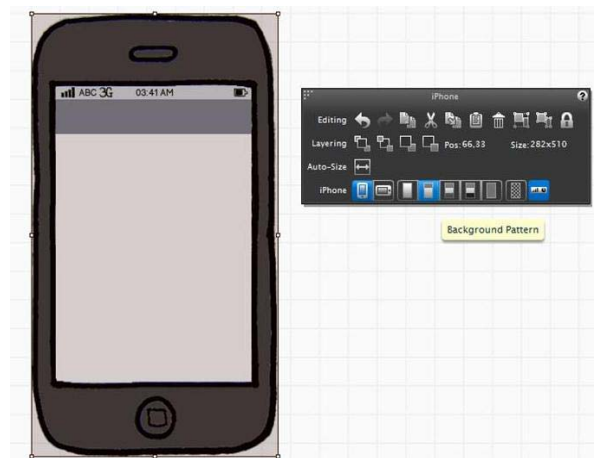 ABC 3G 03:41 AM
iPhone ?
Editing
Layering Pos: 66,33 Size: 282x510
Auto-Size
iPhone
Background Pattern